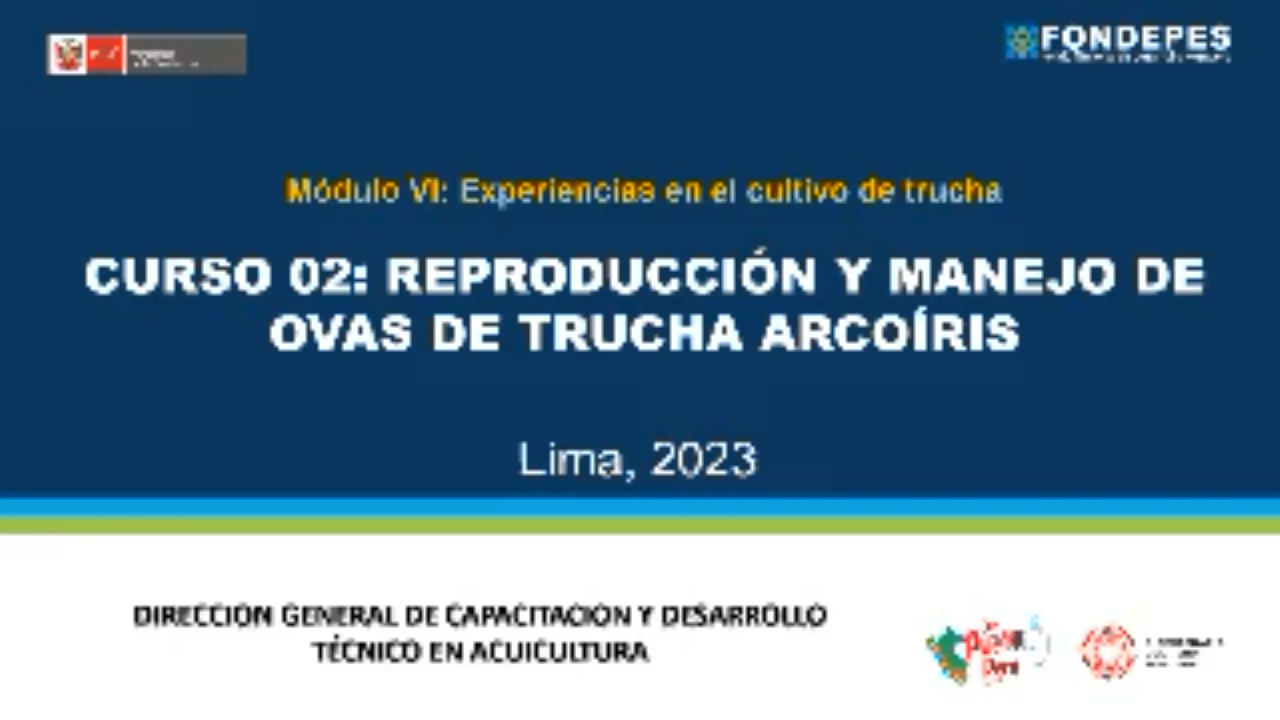 FONDEPES
Módulo VI: Experiencias en el cultivo de trucha
CURSO 02: REPRODUCCIÓN Y MANEJO DE
OVAS DE TRUCHA ARCOÍRIS
Lima, 2023
DIRECCIÓN GENERAL DE CAPACITACIÓN Y DESARROLLO
TÉCNICO EN ACUICULTURA
Perú